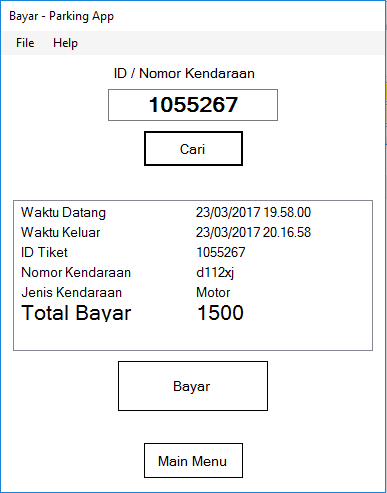 Bayar - Parking App
File Help
ID / Nomor Kendaraan
1055267
Cari
Waktu Datang 23/03/2017 19.58.00
Waktu Keluar 23/03/2017 20.16.58
ID Tiket 1055267
Nomor Kendaraan d112xj
Jenis Kendaraan Motor
Total Bayar 1500
Bayar
Main Menu